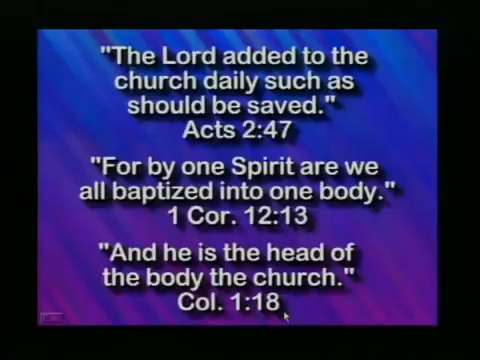 "The Lord added to the
church daily such as
should be saved."
Acts 2:47
"For by one Spirit are we
all baptized into one body."
1 Cor. 12:13
"And he is the head of
the body the church."
Col. 1:18